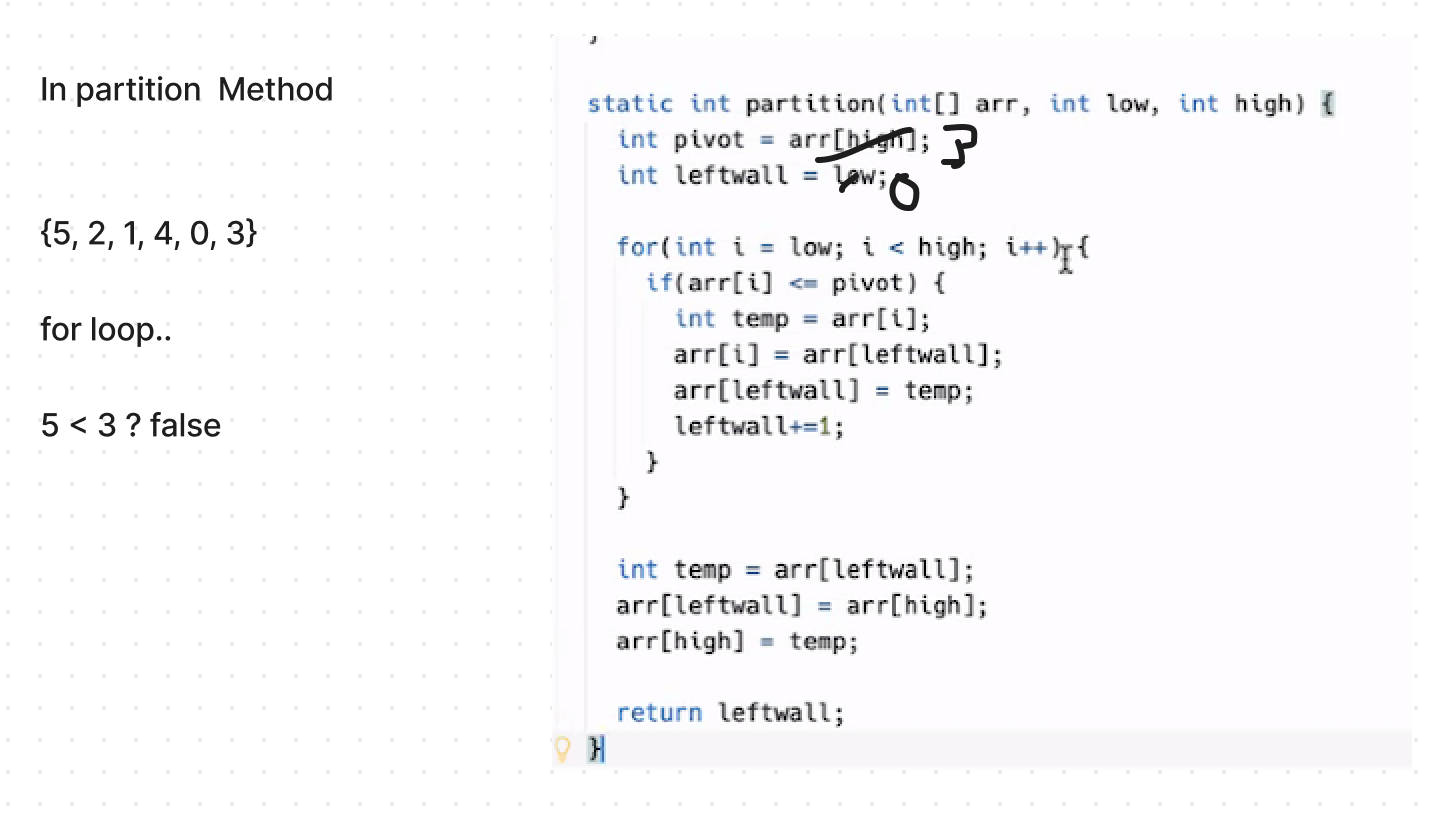 In partition Method
{5, 2, 1, 4, 0, 3}
for loop..
5 < 3 ? false
}
static int partition(int[] arr, int low, int high) {
int pivot = arr[high]; 3
int leftwall = low; 0
for(int i = low; i < high; i++) {
if(arr[i] <= pivot) {
int temp = arr[i];
arr[i] = arr[leftwall];
arr[leftwall] = temp;
leftwall+=1;
}
}
int temp = arr[leftwall];
arr[leftwall] = arr[high];
arr[high] = temp;
return leftwall;
}